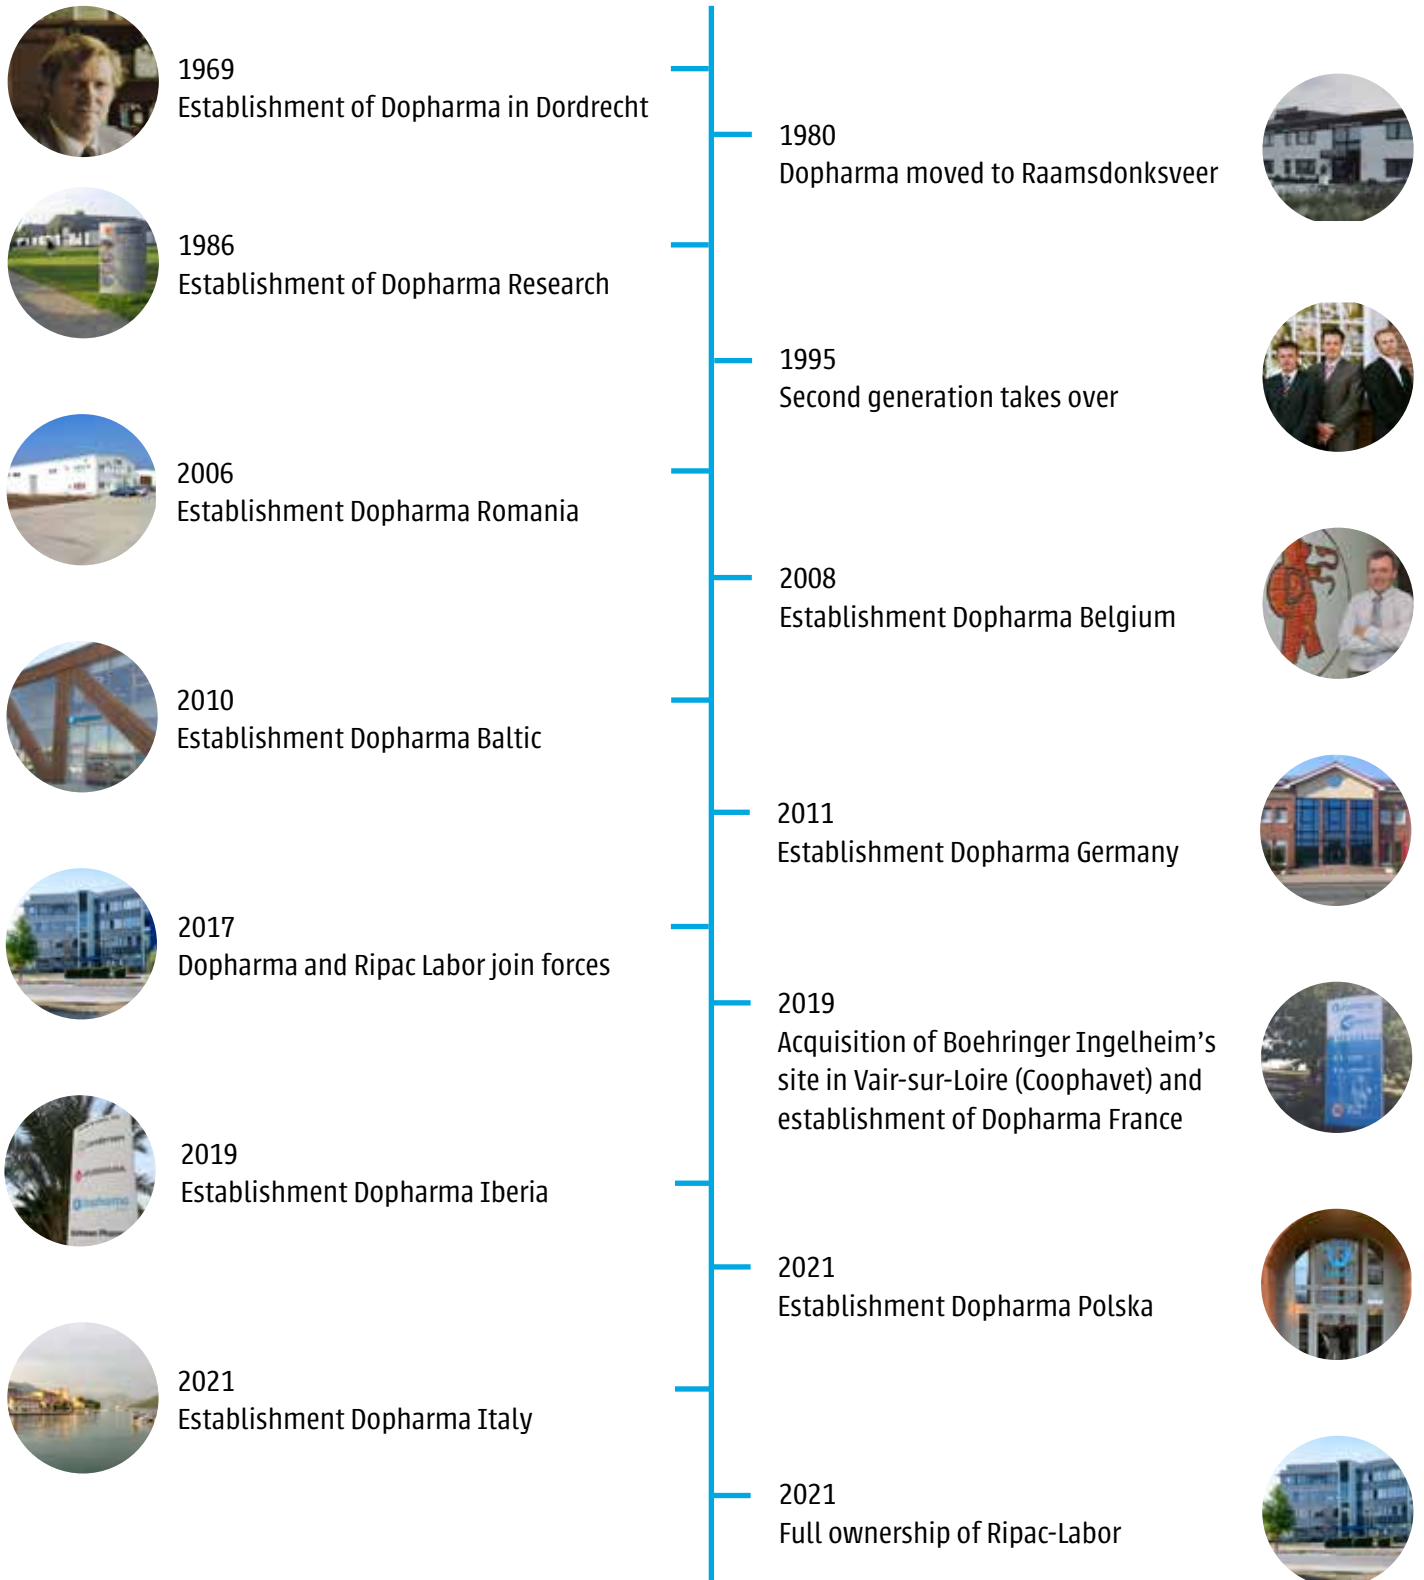 1969
Establishment of Dopharma in Dordrecht
1980
Dopharma moved to Raamsdonksveer
1986
Establishment of Dopharma Research
1995
Second generation takes over
2006
Establishment Dopharma Romania
2008
Establishment Dopharma Belgium
2010
Establishment Dopharma Baltic
2011
Establishment Dopharma Germany
2017
Dopharma and Ripac Labor join forces
2019
Acquisition of Boehringer Ingelheim’s
site in Vair-sur-Loire (Coophavet) and
establishment of Dopharma France
2019
Establishment Dopharma Iberia
2021
Establishment Dopharma Polska
2021
Establishment Dopharma Italy
2021
Full ownership of Ripac-Labor